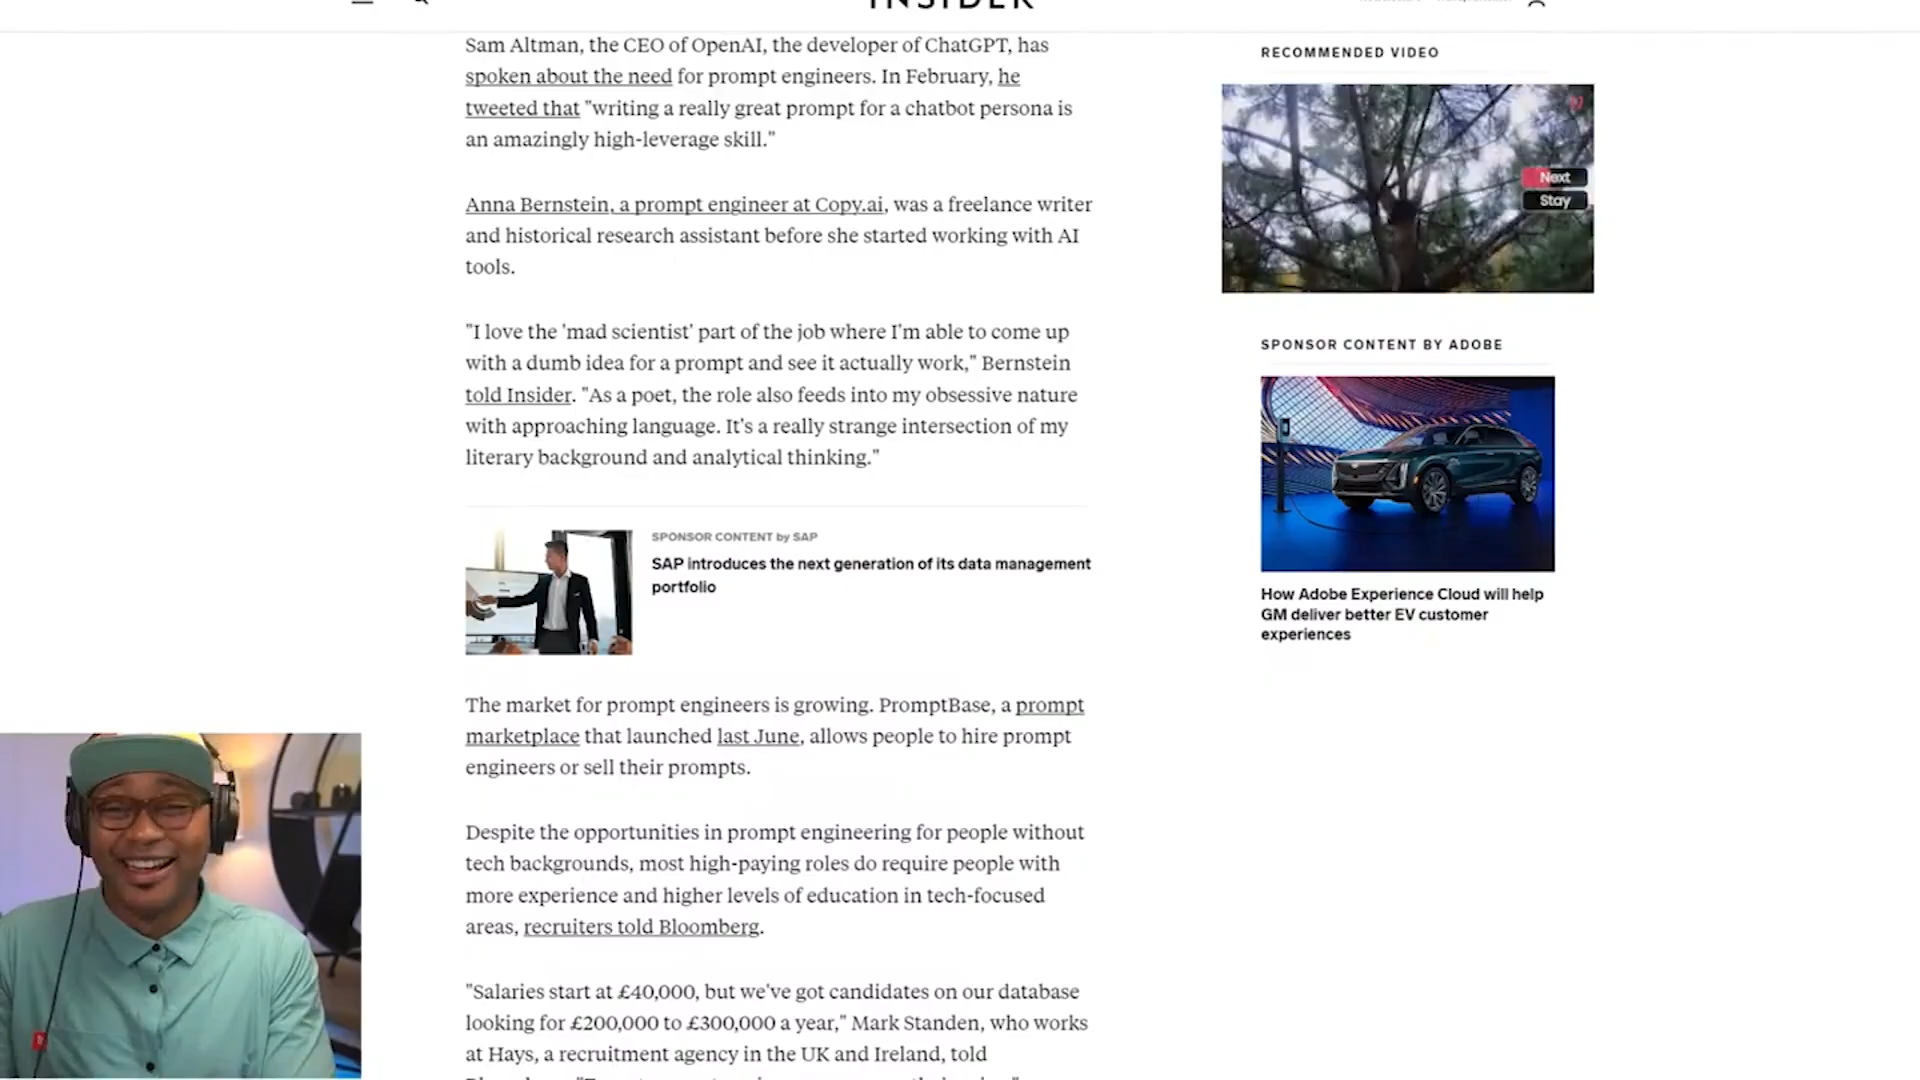 INSIDER
Sam Altman, the CEO of OpenAI, the developer of ChatGPT, has
spoken about the need for prompt engineers. In February, he
tweeted that "writing a really great prompt for a chatbot persona is
an amazingly high-leverage skill."
Anna Bernstein, a prompt engineer at Copy.ai, was a freelance writer
and historical research assistant before she started working with AI
tools.
"I love the 'mad scientist' part of the job where I'm able to come up
with a dumb idea for a prompt and see it actually work," Bernstein
told Insider. "As a poet, the role also feeds into my obsessive nature
with approaching language. It's a really strange intersection of my
literary background and analytical thinking."
SPONSOR CONTENT by SAP
SAP introduces the next generation of its data management
portfolio
The market for prompt engineers is growing. PromptBase, a prompt
marketplace that launched last June, allows people to hire prompt
engineers or sell their prompts.
Despite the opportunities in prompt engineering for people without
tech backgrounds, most high-paying roles do require people with
more experience and higher levels of education in tech-focused
areas, recruiters told Bloomberg.
"Salaries start at £40,000, but we've got candidates on our database
looking for £200,000 to £300,000 a year," Mark Standen, who works
at Hays, a recruitment agency in the UK and Ireland, told
RECOMMENDED VIDEO
Next
Stay
SPONSOR CONTENT BY ADOBE
How Adobe Experience Cloud will help
GM deliver better EV customer
experiences